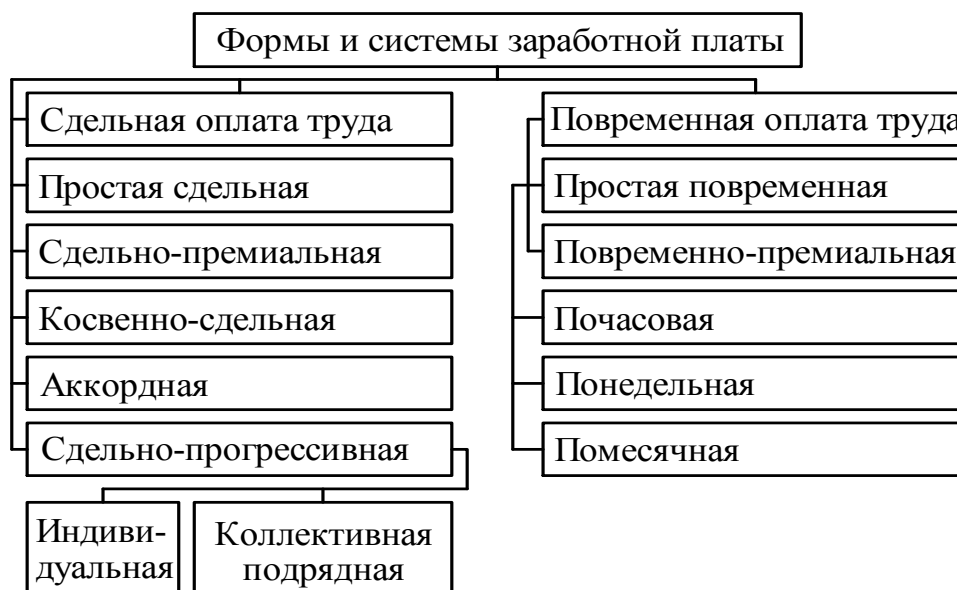 Формы и системы заработной платы
Сдельная оплата труда
Простая сдельная
Сдельно-премиальная
Косвенно-сдельная
Аккордная
Сдельно-прогрессивная
Индиви-
дуальная
Коллективная
подрядная
Повременная оплата труда
Простая повременная
Повременно-премиальная
Почасовая
Понедельная
Помесячная